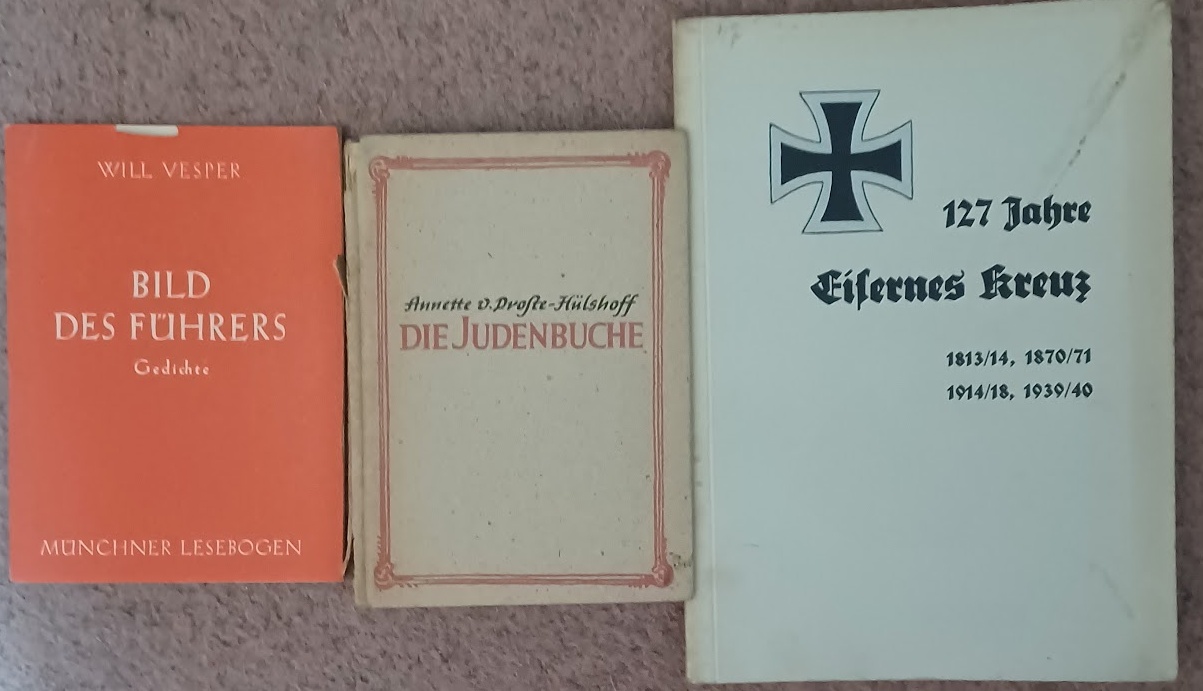 WILL VESPER
BILD
DES FÜHRERS
Gedichte
MÜNCHNER LESEBOGEN
Annette v. Droſte-Hülshoff
DIE JUDENBUCHE
127 Jahre
Eiſernes Kreuz
1813/14, 1870/71
1914/18, 1939/40